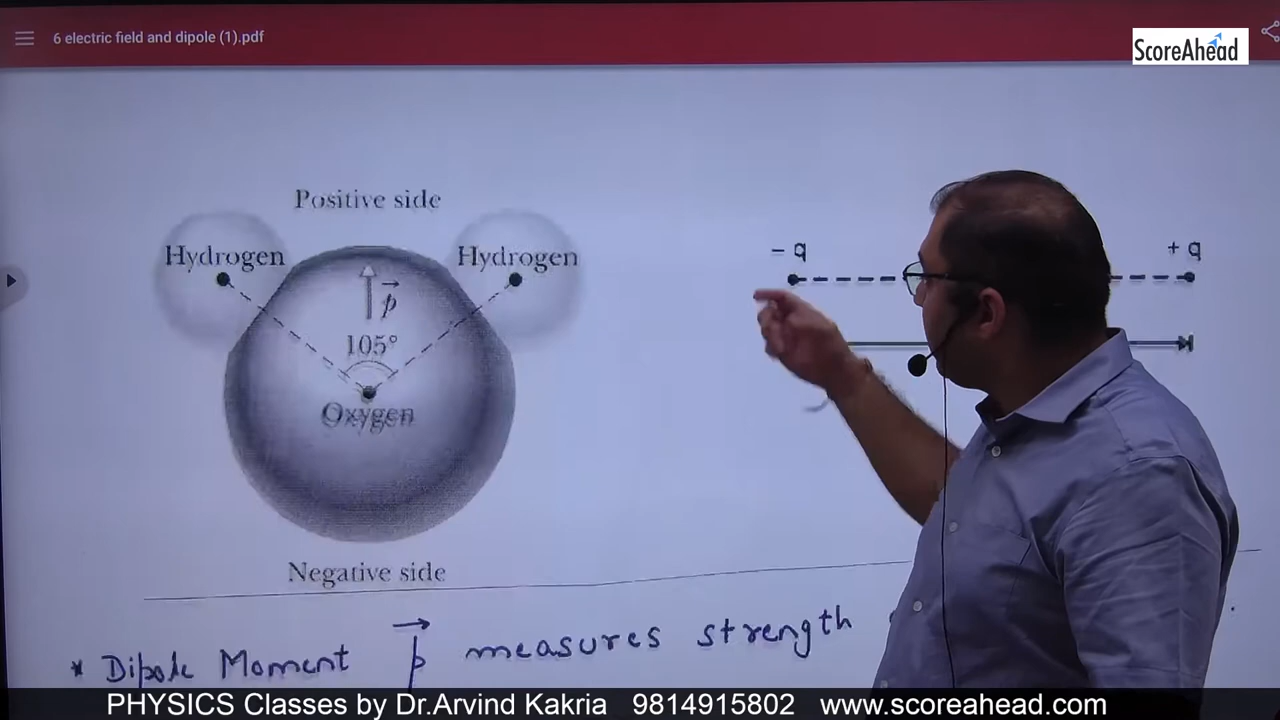 6 electric field and dipole (1).pdf
ScoreAhead
Positive side
Hydrogen
Hydrogen
p
105°
Oxygen
Negative side
- q
+ q
* Dipole Moment p measures strength
PHYSICS Classes by Dr.Arvind Kakria 9814915802 www.scoreahead.com